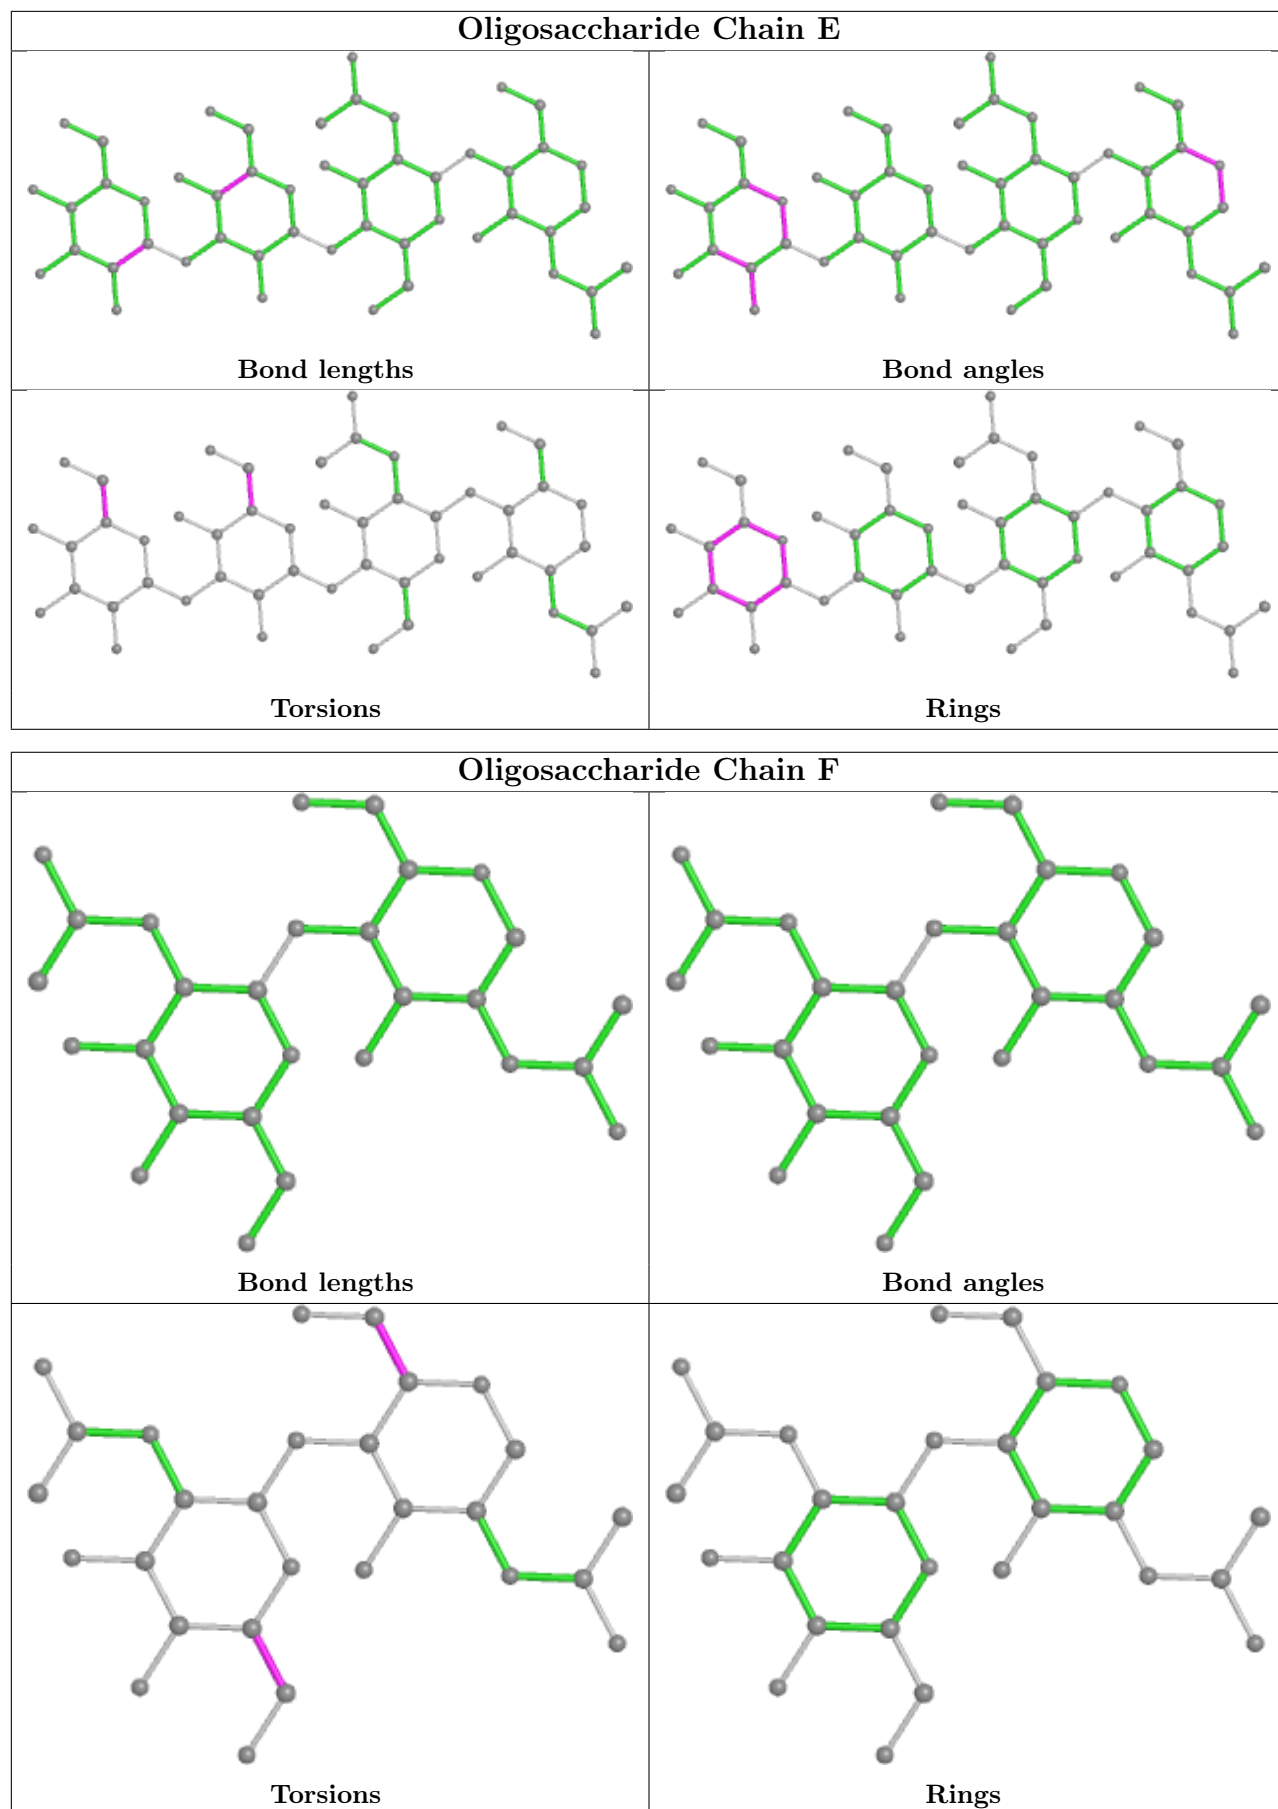 Oligosaccharide Chain E
Bond lengths
Bond angles
Torsions
Rings
Oligosaccharide Chain F
Bond lengths
Bond angles
Torsions
Rings